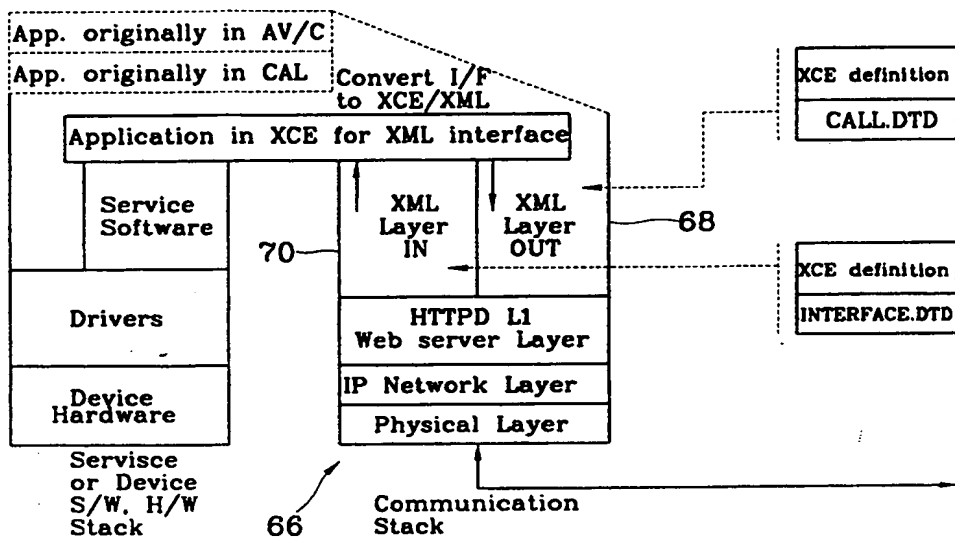 App. originally in AV/C
App. originally in CAL
Convert I/F
to XCE/XML
Application in XCE for XML interface
XCE definition
CALL.DTD
Service
Software
XML
Layer
IN
XML
Layer
OUT
68
70
XCE definition
INTERFACE.DTD
Drivers
HTTPD L1
Web server Layer
IP Network Layer
Device
Hardware
Physical Layer
Servisce
or Device
S/W, H/W
Stack
66
Communication
Stack